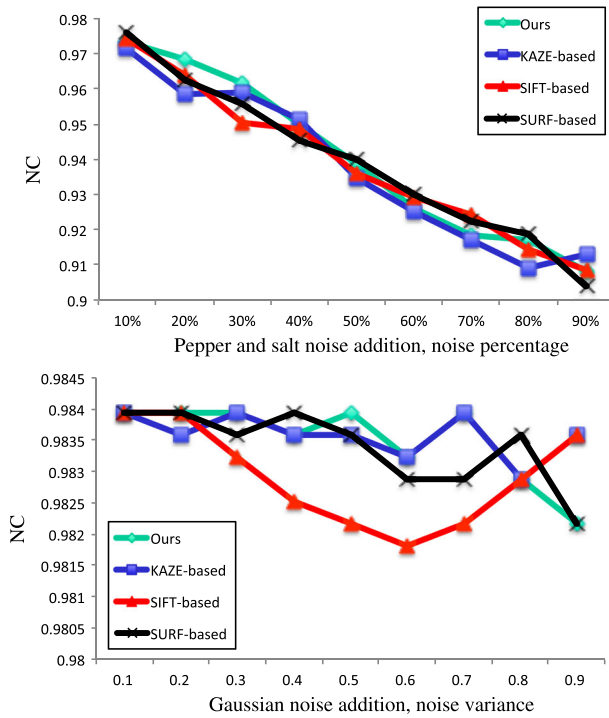 0.98
0.97
0.96
0.95
0.94
0.93
0.92
0.91
0.9
NC
10% 20% 30% 40% 50% 60% 70% 80% 90%
Pepper and salt noise addition, noise percentage
Ours
KAZE-based
SIFT-based
SURF-based
0.9845
0.984
0.9835
0.983
0.9825
0.982
0.9815
0.981
0.9805
0.98
NC
Ours
KAZE-based
SIFT-based
SURF-based
0.1 0.2 0.3 0.4 0.5 0.6 0.7 0.8 0.9
Gaussian noise addition, noise variance